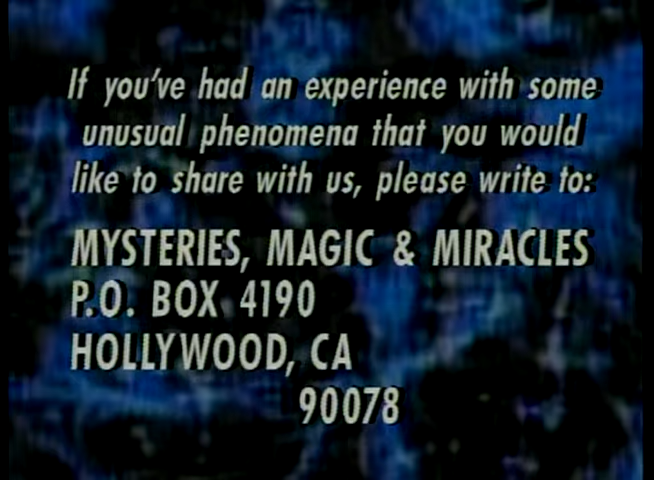 If you've had an experience with some
unusual phenomena that you would
like to share with us, please write to:
MYSTERIES, MAGIC & MIRACLES
P.O. BOX 4190
HOLLYWOOD, CA
90078